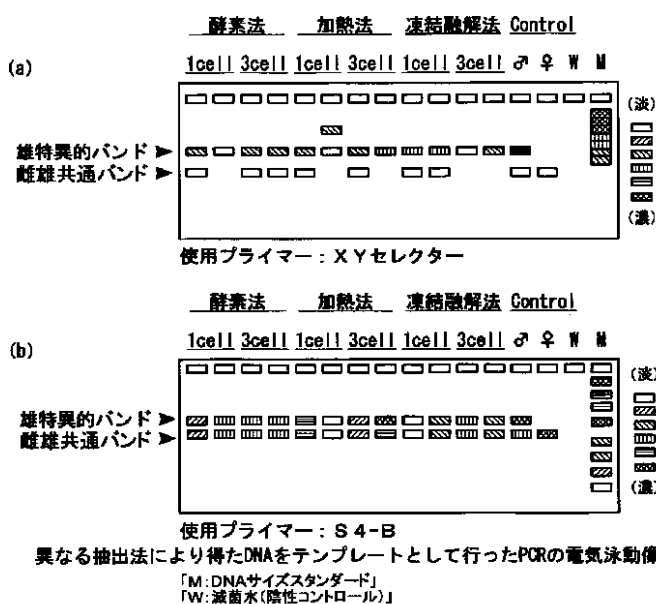 酵素法 加熱法 凍結融解法 Control
(a) 1cell 3cell 1cell 3cell 1cell 3cell ♂ ♀ W M
(淡)
雄特異的バンド ►
雌雄共通バンド ►
(濃)
使用プライマー：XYセレクター
酵素法 加熱法 凍結融解法 Control
(b) 1cell 3cell 1cell 3cell 1cell 3cell ♂ ♀ W M
(淡)
雄特異的バンド ►
雌雄共通バンド ►
(濃)
使用プライマー：S4-B
異なる抽出法により得たDNAをテンプレートとして行ったPCRの電気泳動像
「M:DNAサイズスタンダード」
「W:滅菌水(陰性コントロール)」